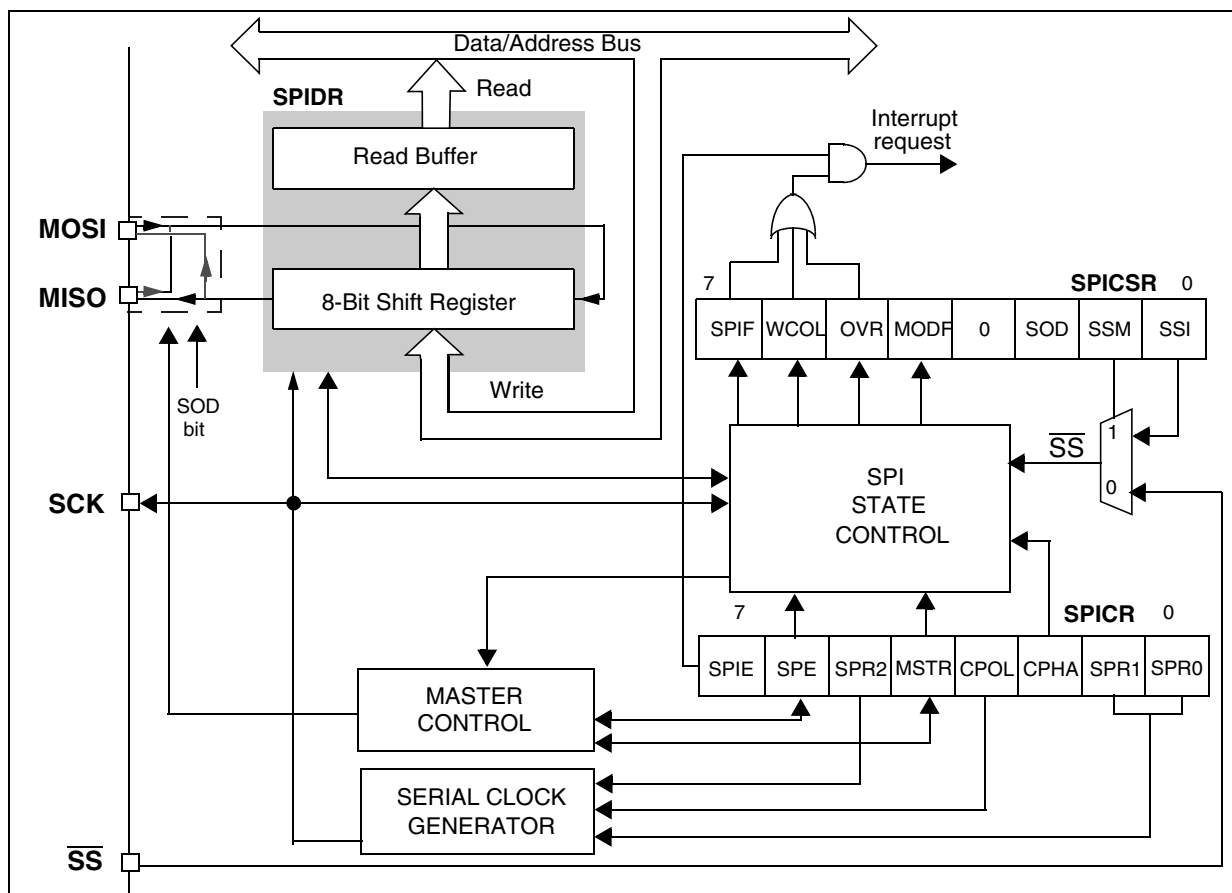 Data/Address Bus
SPIDR
Read
Read Buffer
Interrupt
request
MOSI
MISO
8-Bit Shift Register
7
SPICSR
0
SPIF WCOL OVR MODF 0 SOD SSM SSI
Write
SOD
bit
SS
1
0
SCK
SPI
STATE
CONTROL
7
SPICR
0
SPIE SPE SPR2 MSTR CPOL CPHA SPR1 SPR0
MASTER
CONTROL
SERIAL CLOCK
GENERATOR
SS